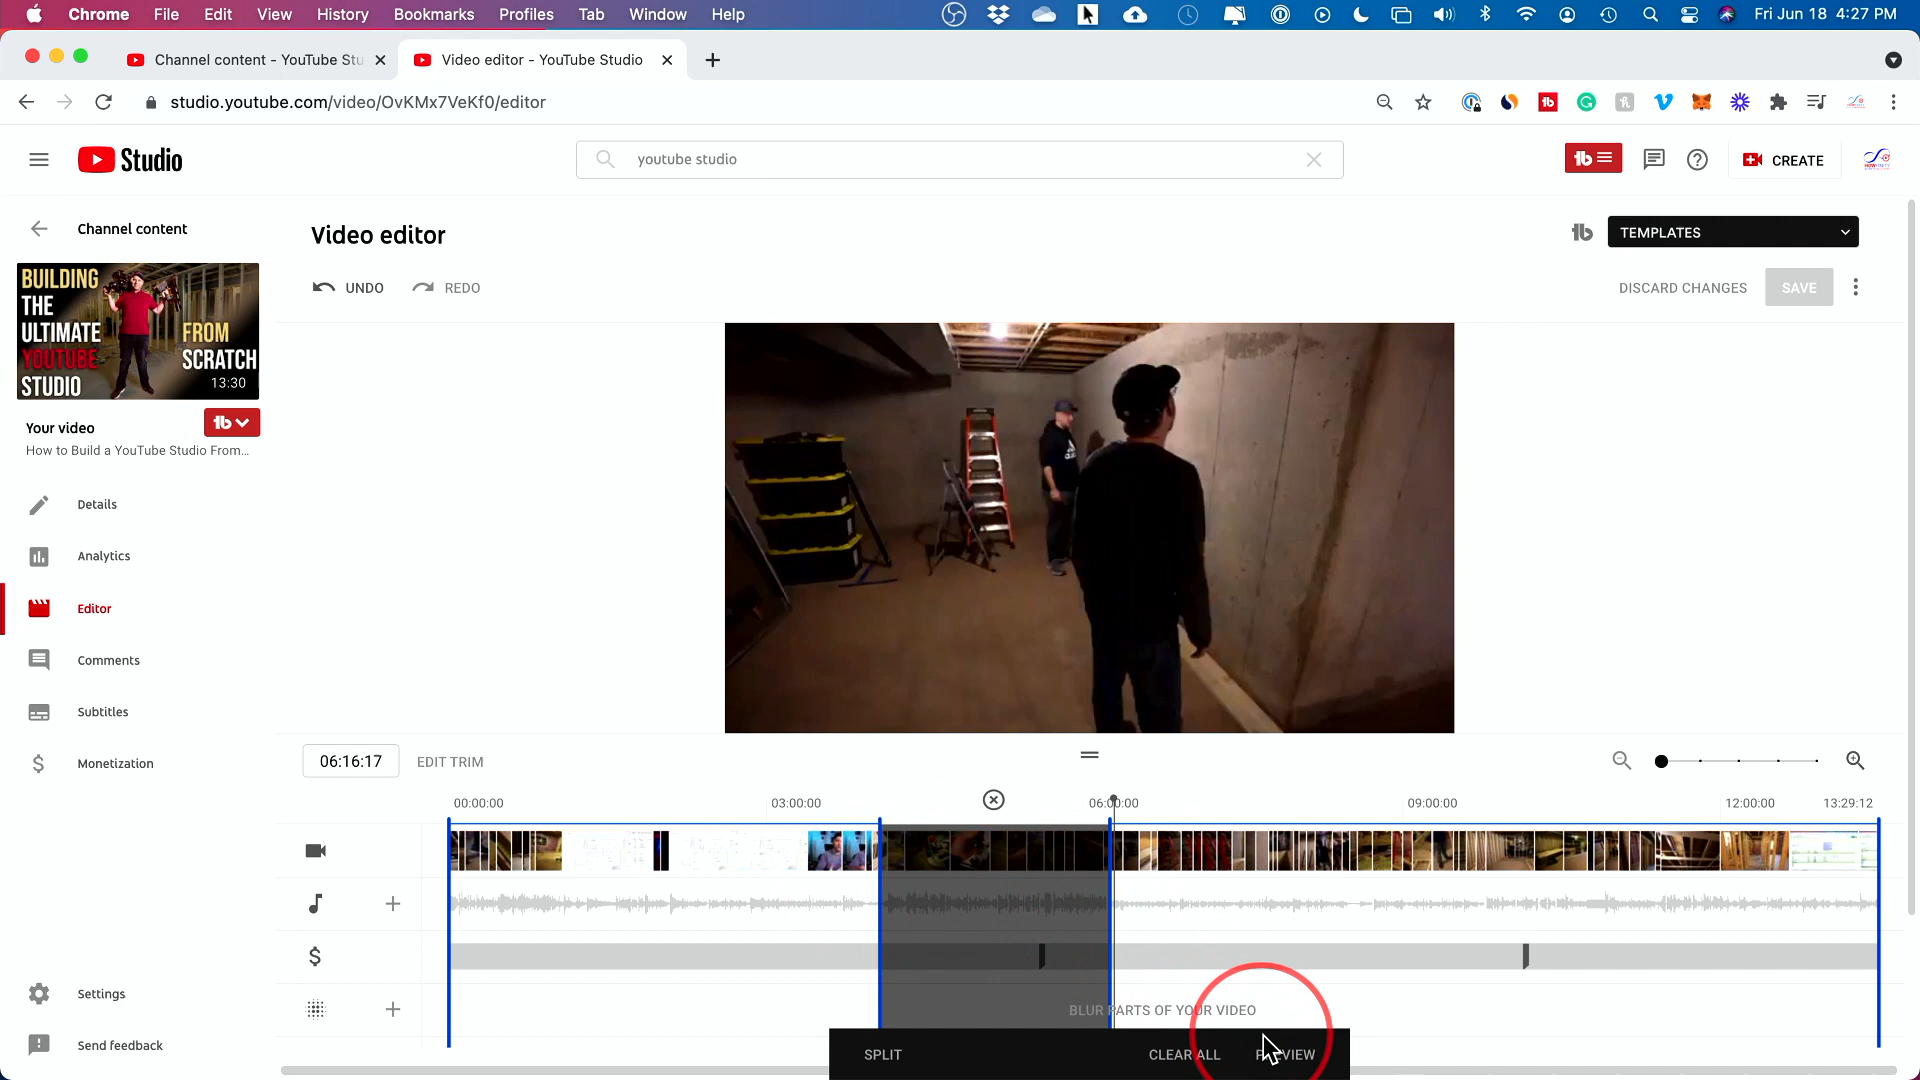 Chrome File Edit View History Bookmarks Profiles Tab Window Help Fri Jun 18 4:27 PM
Channel content - YouTube Stu Video editor - YouTube Studio
studio.youtube.com/video/OvKMx7VeKf0/editor
Studio youtube studio CREATE
Channel content Video editor TEMPLATES
UNDO REDO DISCARD CHANGES SAVE
BUILDING
THE
ULTIMATE FROM
YOUTUBE SCRATCH
STUDIO 13:30
Your video
How to Build a YouTube Studio From...
Details
Analytics
Editor
Comments
Subtitles
Monetization
06:16:17 EDIT TRIM
00:00:00 03:00:00 06:00:00 09:00:00 12:00:00 13:29:12
Settings
BLUR PARTS OF YOUR VIDEO
Send feedback
SPLIT CLEAR ALL PREVIEW